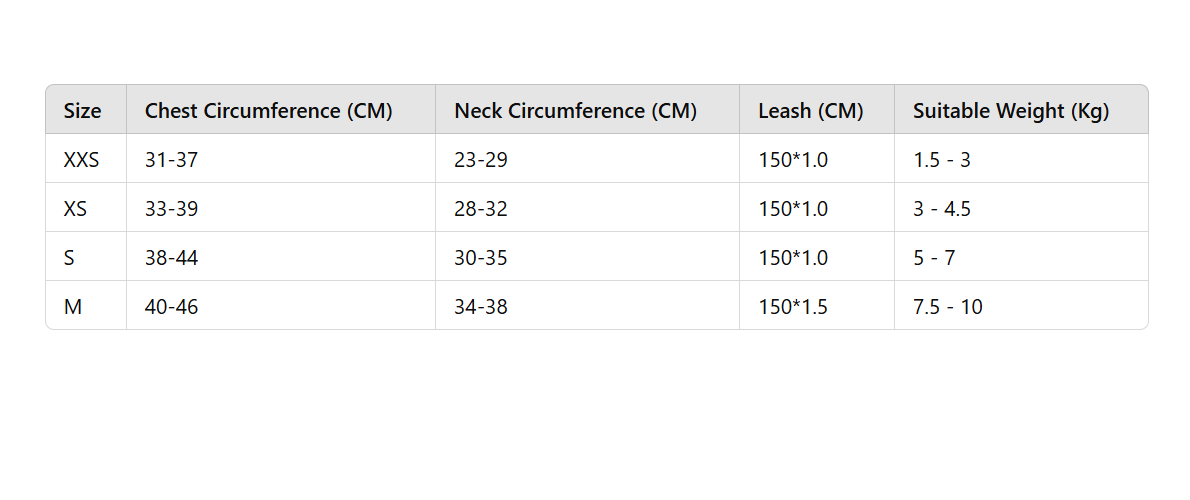 Size Chest Circumference (CM) Neck Circumference (CM) Leash (CM) Suitable Weight (Kg)
XXS 31-37 23-29 150*1.0 1.5 - 3
XS 33-39 28-32 150*1.0 3 - 4.5
S 38-44 30-35 150*1.0 5 - 7
M 40-46 34-38 150*1.5 7.5 - 10